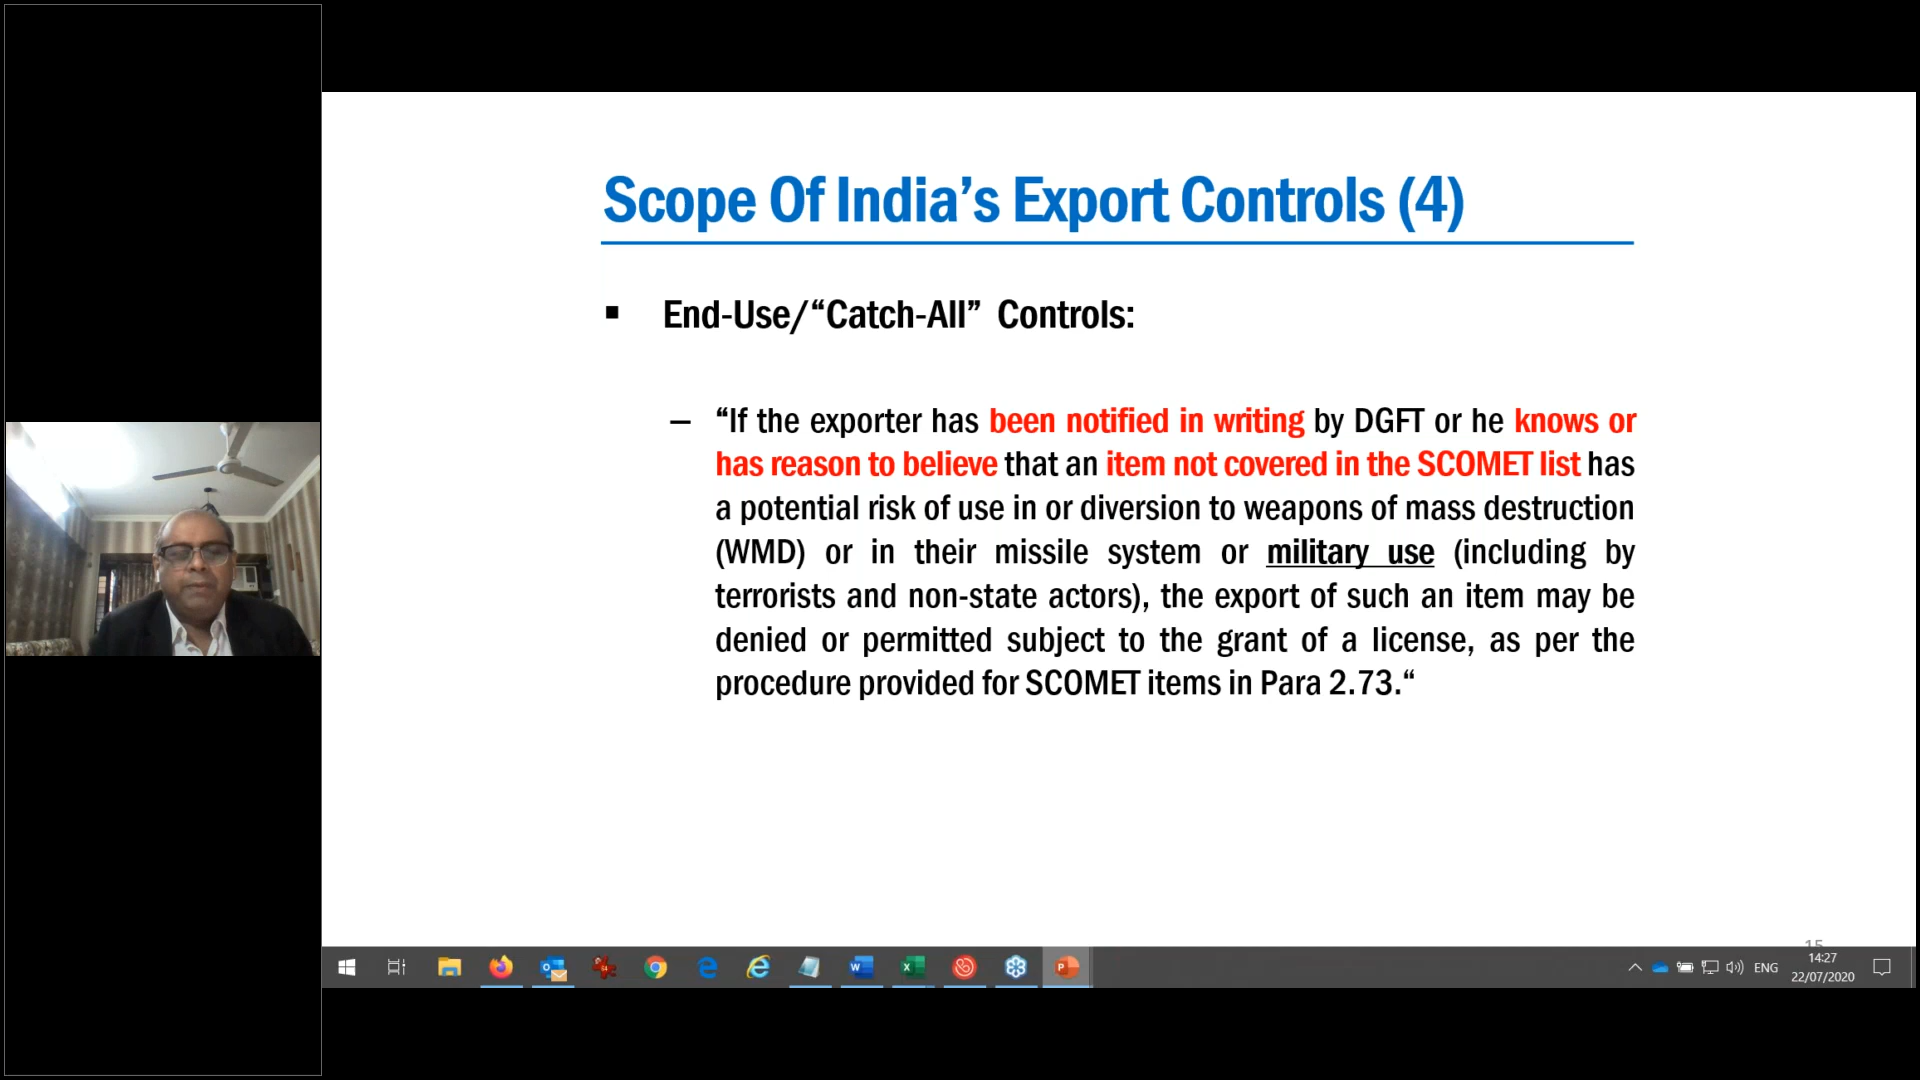 Scope Of India’s Export Controls (4)
▪ End-Use/“Catch-All” Controls:
– “If the exporter has been notified in writing by DGFT or he knows or
has reason to believe that an item not covered in the SCOMET list has
a potential risk of use in or diversion to weapons of mass destruction
(WMD) or in their missile system or military use (including by
terrorists and non-state actors), the export of such an item may be
denied or permitted subject to the grant of a license, as per the
procedure provided for SCOMET items in Para 2.73.“
15
ENG
14:27
22/07/2020